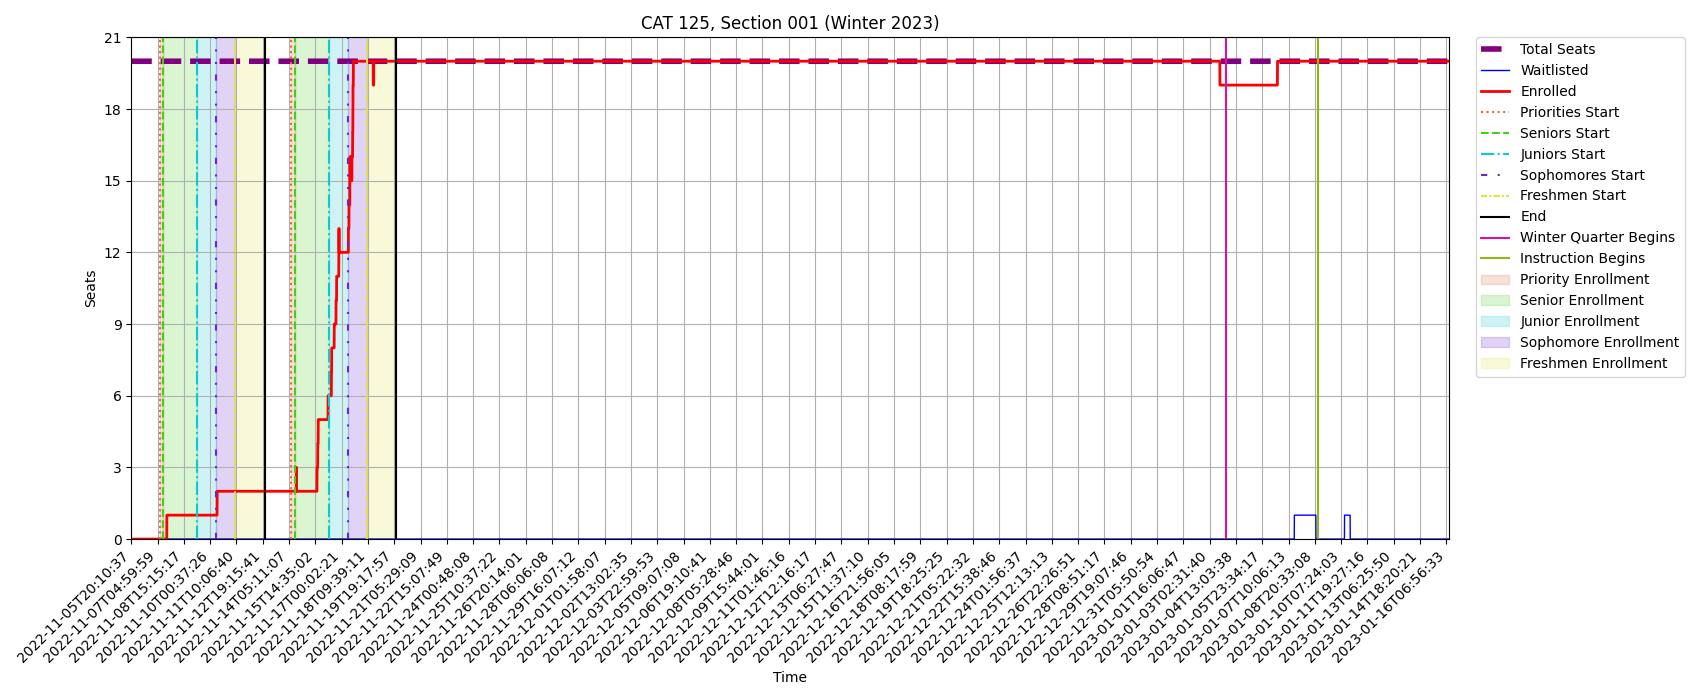 CAT 125, Section 001 (Winter 2023)
21
18
15
12
9
6
3
0
Seats
2022-11-05T20:10:37
2022-11-07T04:59:59
2022-11-08T15:15:17
2022-11-10T00:37:26
2022-11-11T10:06:40
2022-11-12T19:15:41
2022-11-14T05:11:07
2022-11-15T14:35:02
2022-11-17T00:02:21
2022-11-18T09:39:11
2022-11-19T19:17:57
2022-11-21T05:29:09
2022-11-22T15:07:49
2022-11-24T00:48:08
2022-11-25T10:37:22
2022-11-26T20:14:01
2022-11-28T06:06:08
2022-11-29T16:07:12
2022-12-01T01:58:07
2022-12-02T13:02:35
2022-12-03T22:59:53
2022-12-05T09:07:08
2022-12-06T19:10:41
2022-12-08T05:28:46
2022-12-09T15:44:01
2022-12-11T01:46:16
2022-12-12T12:16:17
2022-12-13T06:27:47
2022-12-15T11:37:10
2022-12-16T21:56:05
2022-12-18T08:17:59
2022-12-19T18:25:25
2022-12-21T05:22:32
2022-12-22T15:38:46
2022-12-24T01:56:37
2022-12-25T12:13:13
2022-12-26T22:26:51
2022-12-28T08:51:17
2022-12-29T19:07:46
2022-12-31T05:50:54
2023-01-01T16:06:47
2023-01-03T02:31:40
2023-01-04T13:03:38
2023-01-05T23:34:17
2023-01-07T10:06:13
2023-01-08T20:33:08
2023-01-10T07:24:03
2023-01-11T19:27:16
2023-01-13T06:25:50
2023-01-14T18:20:21
2023-01-16T06:56:33
Time
Total Seats
Waitlisted
Enrolled
Priorities Start
Seniors Start
Juniors Start
Sophomores Start
Freshmen Start
End
Winter Quarter Begins
Instruction Begins
Priority Enrollment
Senior Enrollment
Junior Enrollment
Sophomore Enrollment
Freshmen Enrollment